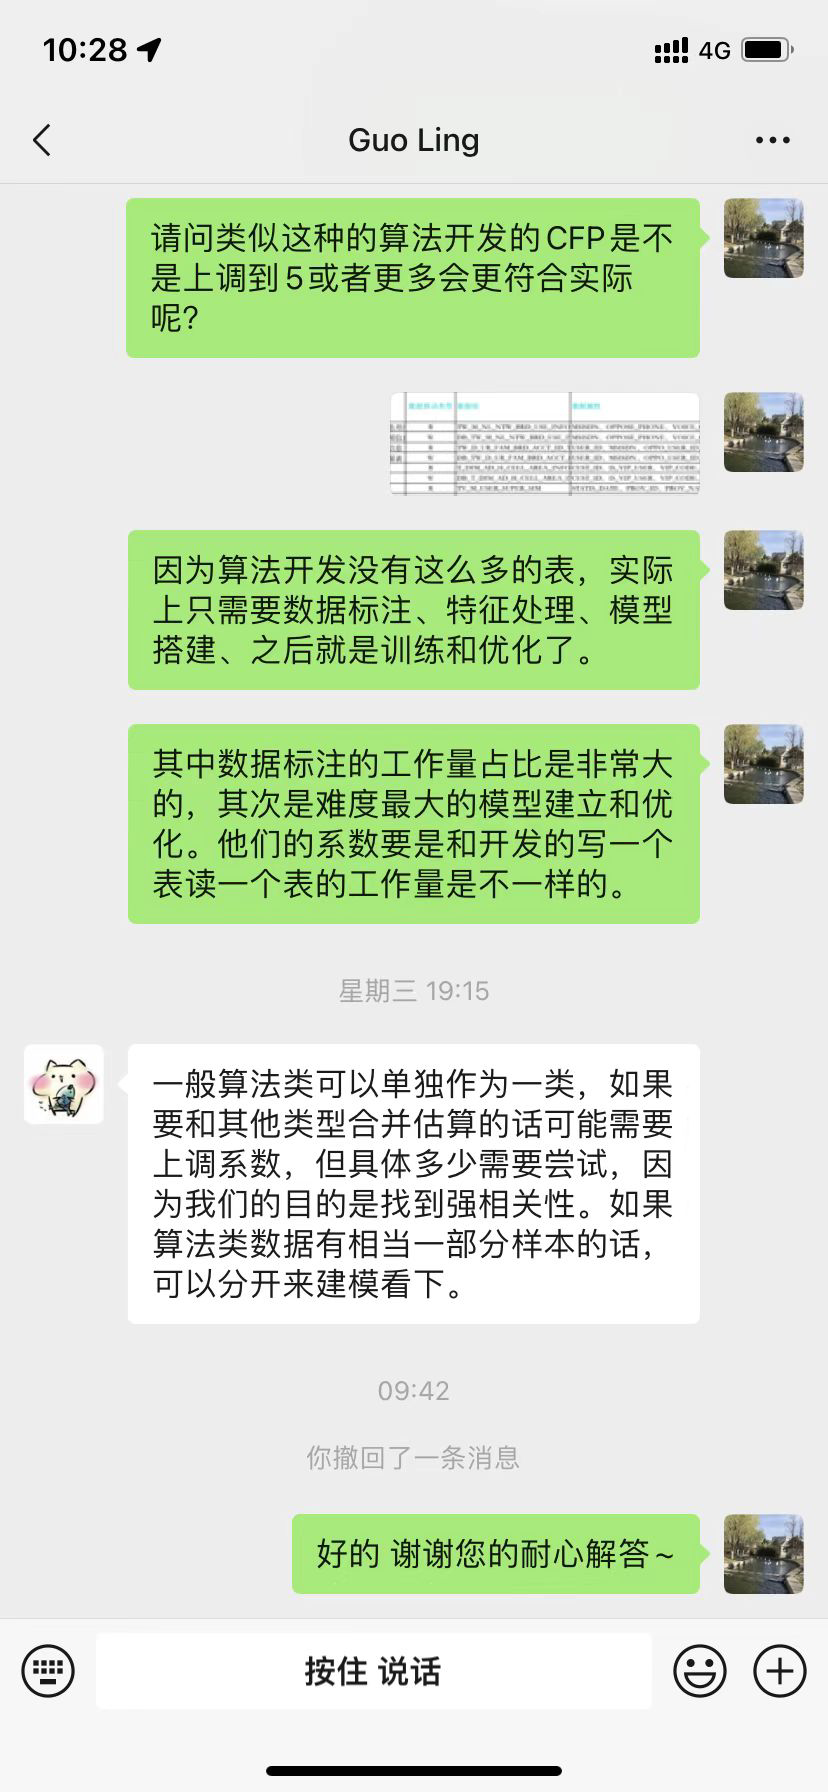 10:28
4G
Guo Ling
请问类似这种的算法开发的CFP是不
是上调到5或者更多会更符合实际
呢?
因为算法开发没有这么多的表，实际
上只需要数据标注、特征处理、模型
搭建、之后就是训练和优化了。
其中数据标注的工作量占比是非常大
的，其次是难度最大的模型建立和优
化。他们的系数要是和开发的写一个
表读一个表的工作量是不一样的。
星期三 19:15
一般算法类可以单独作为一类，如果
要和其他类型合并估算的话可能需要
上调系数，但具体多少需要尝试，因
为我们的目的是找到强相关性。如果
算法类数据有相当一部分样本的话，
可以分开来建模看下。
09:42
你撤回了一条消息
好的 谢谢您的耐心解答~
按住 说话